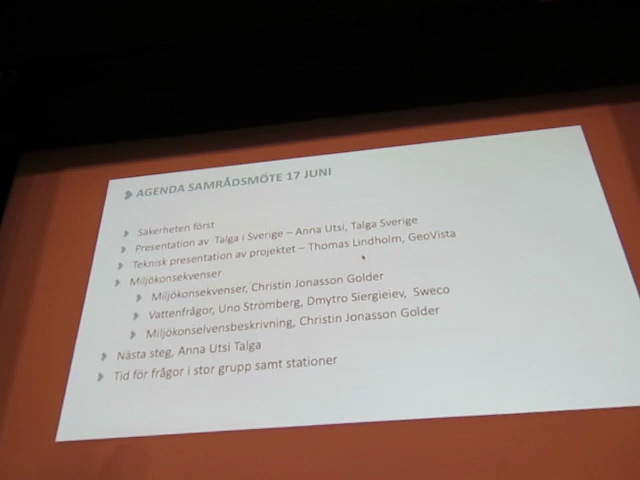 AGENDA SAMRÅDSMÖTE 17 JUNI
Säkerheten först
Presentation av Talga i Sverige – Anna Utsi, Talga Sverige
Teknisk presentation av projektet – Thomas Lindholm, GeoVista
Miljökonsekvenser
Miljökonsekvenser, Christin Jonasson Golder
Vattenfrågor, Uno Strömberg, Dmytro Siergieiev, Sweco
Miljökonselvensbeskrivning, Christin Jonasson Golder
Nästa steg, Anna Utsi Talga
Tid för frågor i stor grupp samt stationer